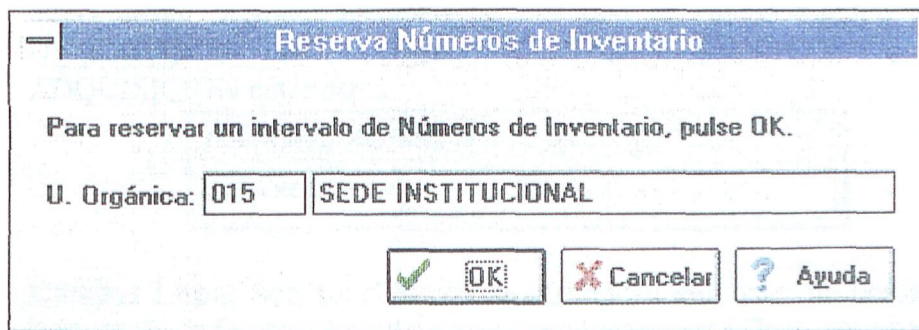 Reserva Números de Inventario
Para reservar un intervalo de Números de Inventario, pulse OK.
U. Orgánica: 015 SEDE INSTITUCIONAL
OK Cancelar Ayuda